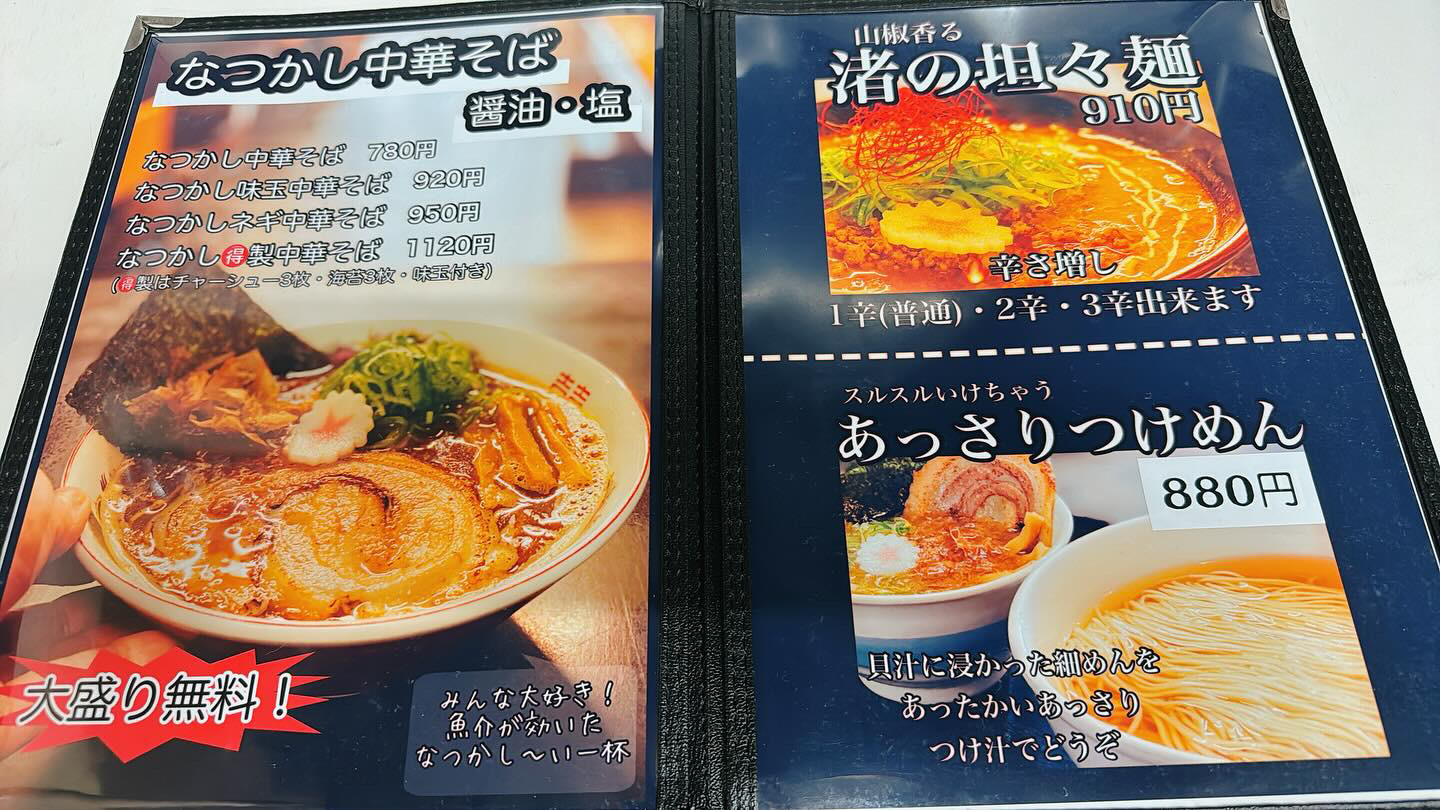 なつかし中華そば
醤油・塩
なつかし中華そば 780円
なつかし味玉中華そば 920円
なつかしネギ中華そば 950円
なつかし得製中華そば 1120円
(得製はチャーシュー3枚・海苔3枚・味玉付き)
大盛り無料!
みんな大好き!
魚介が効いた
なつかし〜い一杯
山椒香る
渚の坦々麺
910円
辛さ増し
1辛(普通)・2辛・3辛出来ます
スルスルいけちゃう
あっさりつけめん
880円
貝汁に浸かった細めんを
あったかいあっさり
つけ汁でどうぞ